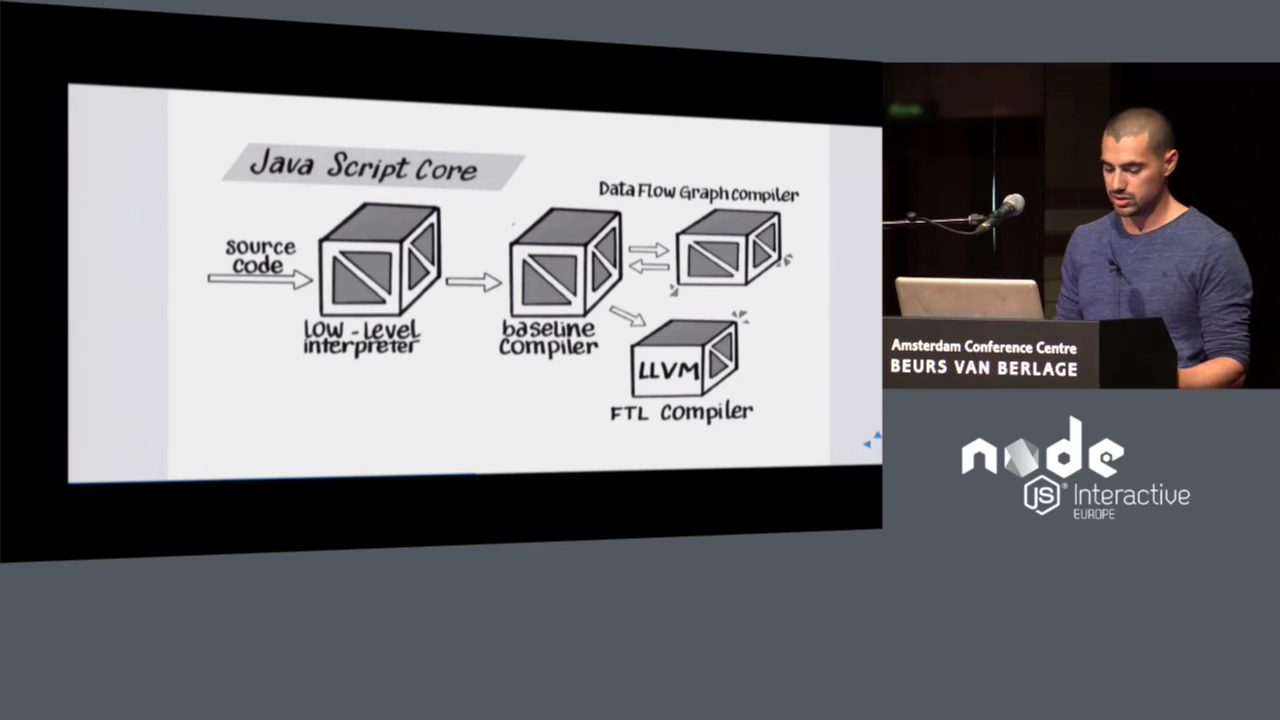 Java Script Core
Data Flow Graph Compiler
source
code
LOW-LEVEL
interpreter
baseline
Compiler
LLVM
FTL Compiler
Amsterdam Conference Centre
BEURS VAN BERLAGE
node
JS® Interactive
EUROPE